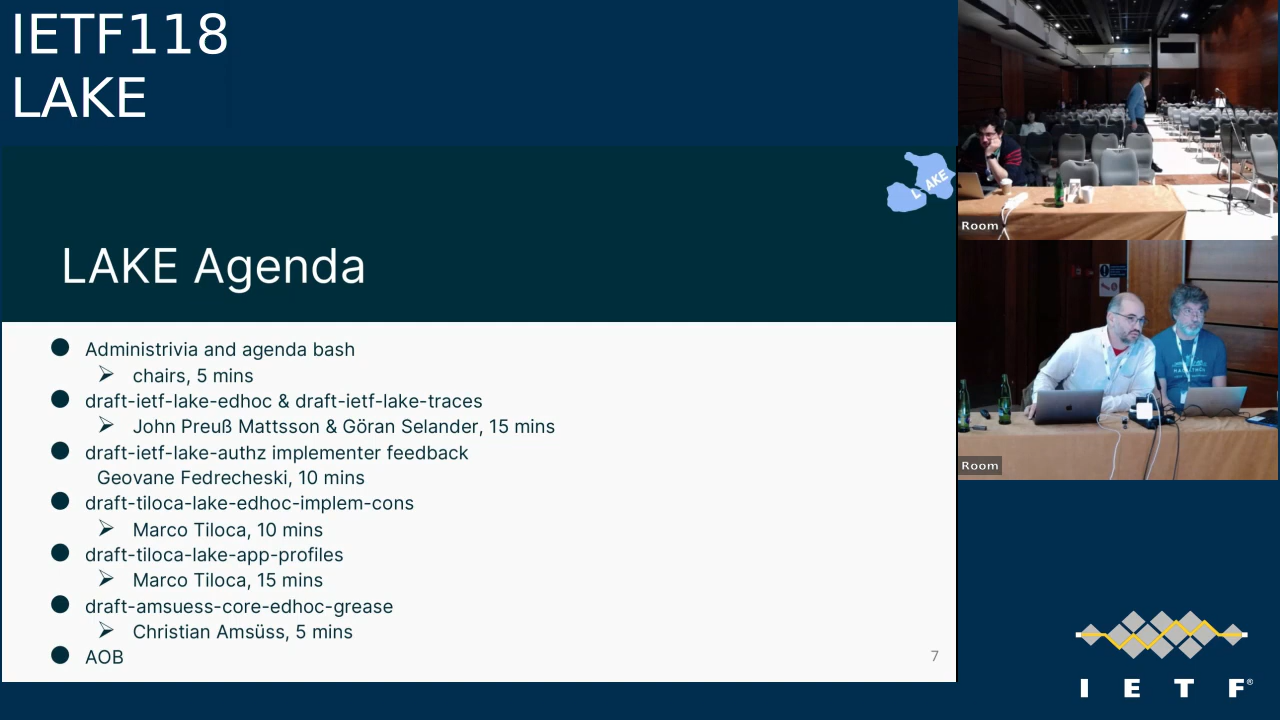 IETF118
LAKE
LAKE
LAKE Agenda
Administrivia and agenda bash
chairs, 5 mins
draft-ietf-lake-edhoc & draft-ietf-lake-traces
John Preuß Mattsson & Göran Selander, 15 mins
draft-ietf-lake-authz implementer feedback
Geovane Fedrecheski, 10 mins
draft-tiloca-lake-edhoc-implem-cons
Marco Tiloca, 10 mins
draft-tiloca-lake-app-profiles
Marco Tiloca, 15 mins
draft-amsuess-core-edhoc-grease
Christian Amsüss, 5 mins
AOB
7
Room
Room
I E T F®